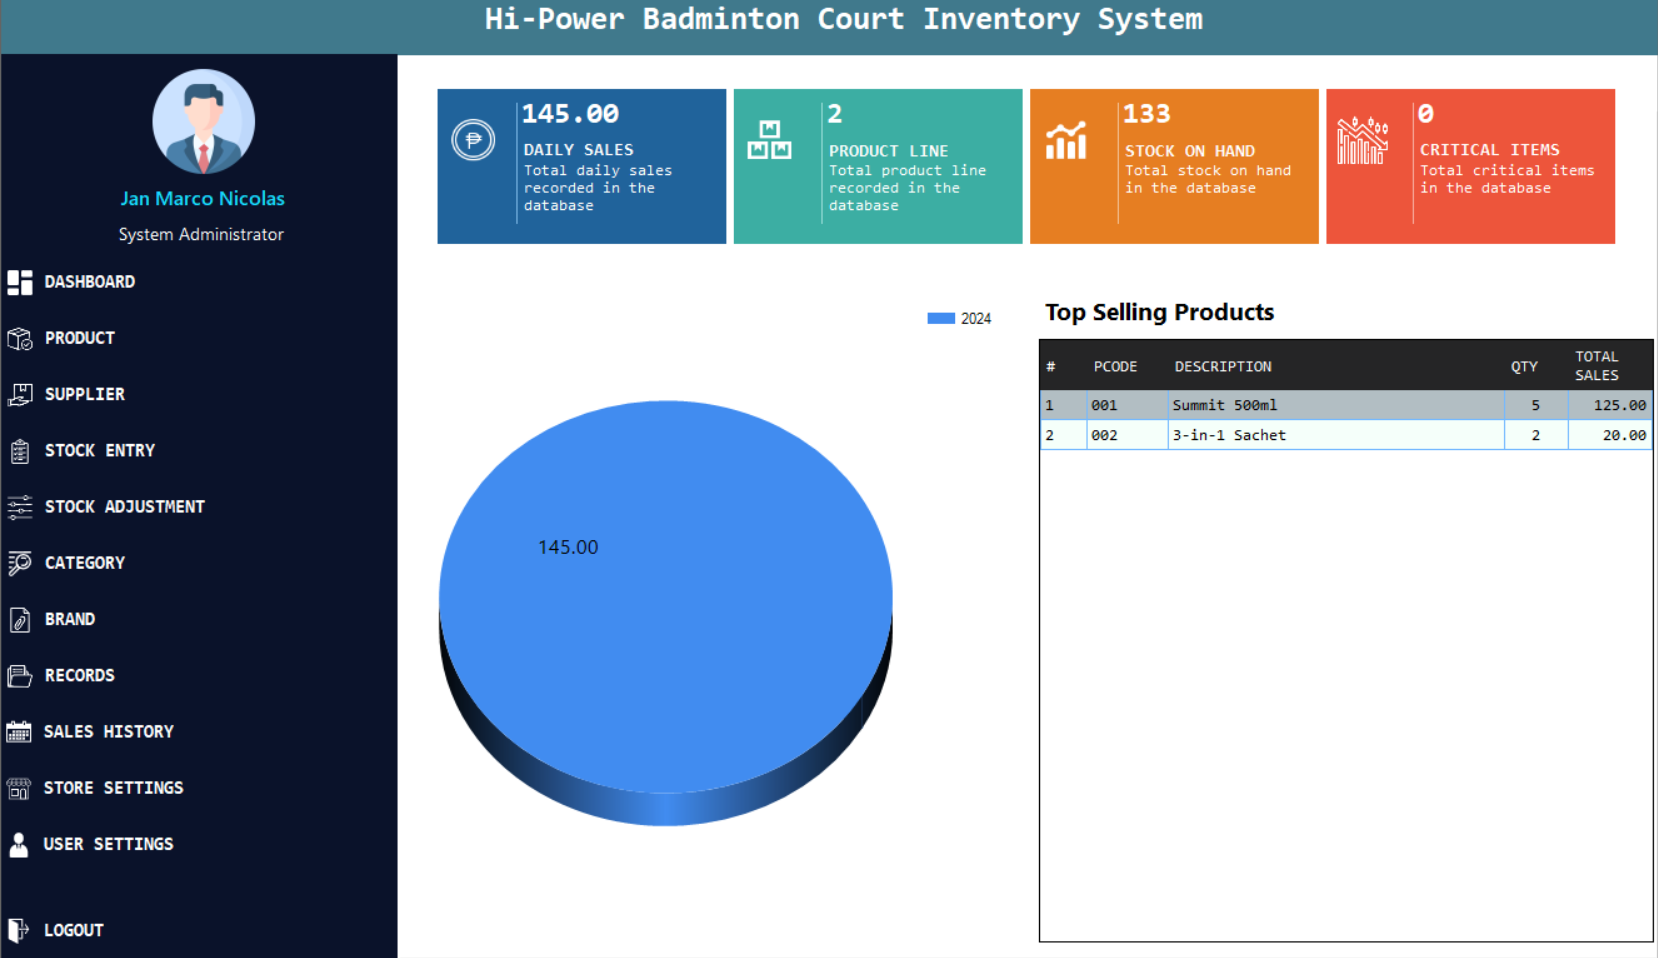 Hi-Power Badminton Court Inventory System
Jan Marco Nicolas
System Administrator
DASHBOARD
PRODUCT
SUPPLIER
STOCK ENTRY
STOCK ADJUSTMENT
CATEGORY
BRAND
RECORDS
SALES HISTORY
STORE SETTINGS
USER SETTINGS
LOGOUT
145.00
DAILY SALES
Total daily sales
recorded in the
database
2
PRODUCT LINE
Total product line
recorded in the
database
133
STOCK ON HAND
Total stock on hand
in the database
0
CRITICAL ITEMS
Total critical items
in the database
2024
145.00
Top Selling Products
# PCODE DESCRIPTION QTY TOTAL SALES
1 001 Summit 500ml 5 125.00
2 002 3-in-1 Sachet 2 20.00